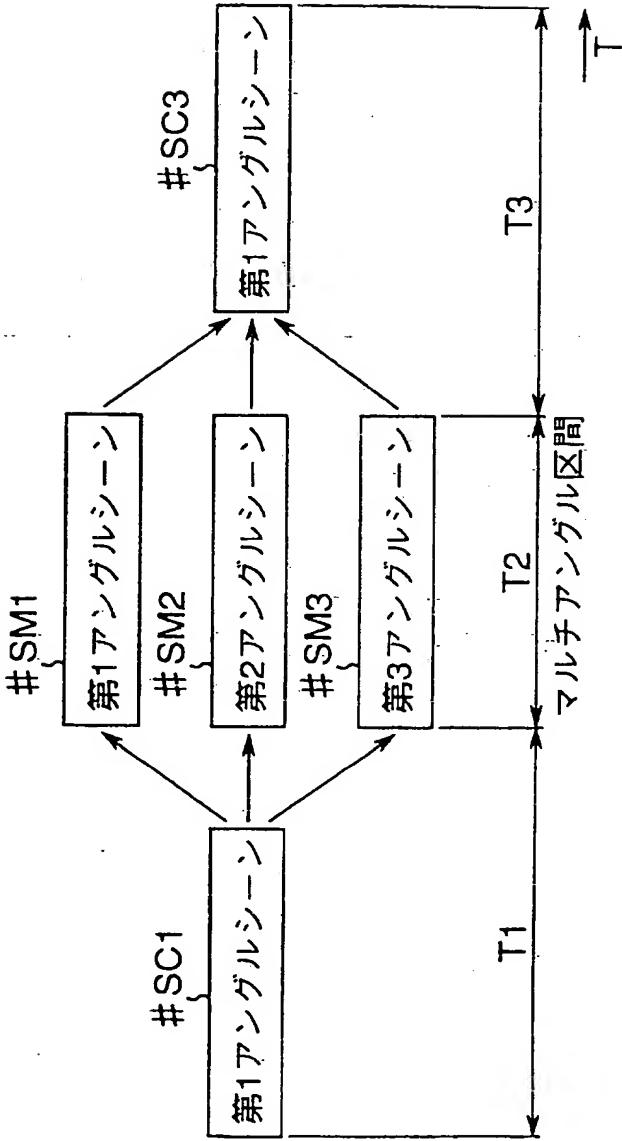 #SC1
第1アングルシーン
#SM1
第1アングルシーン
#SM2
第2アングルシーン
#SM3
第3アングルシーン
#SC3
第1アングルシーン
T1
T2
T3
マルチアングル区間
T